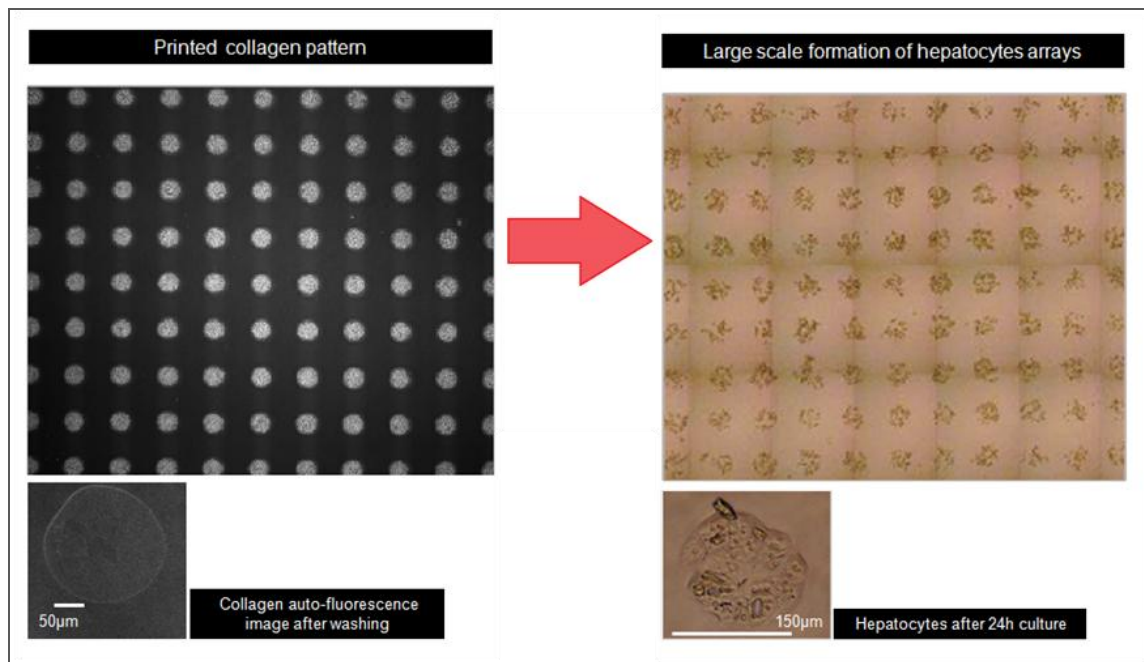 Printed collagen pattern
Large scale formation of hepatocytes arrays
50µm
Collagen auto-fluorescence
image after washing
150µm
Hepatocytes after 24h culture